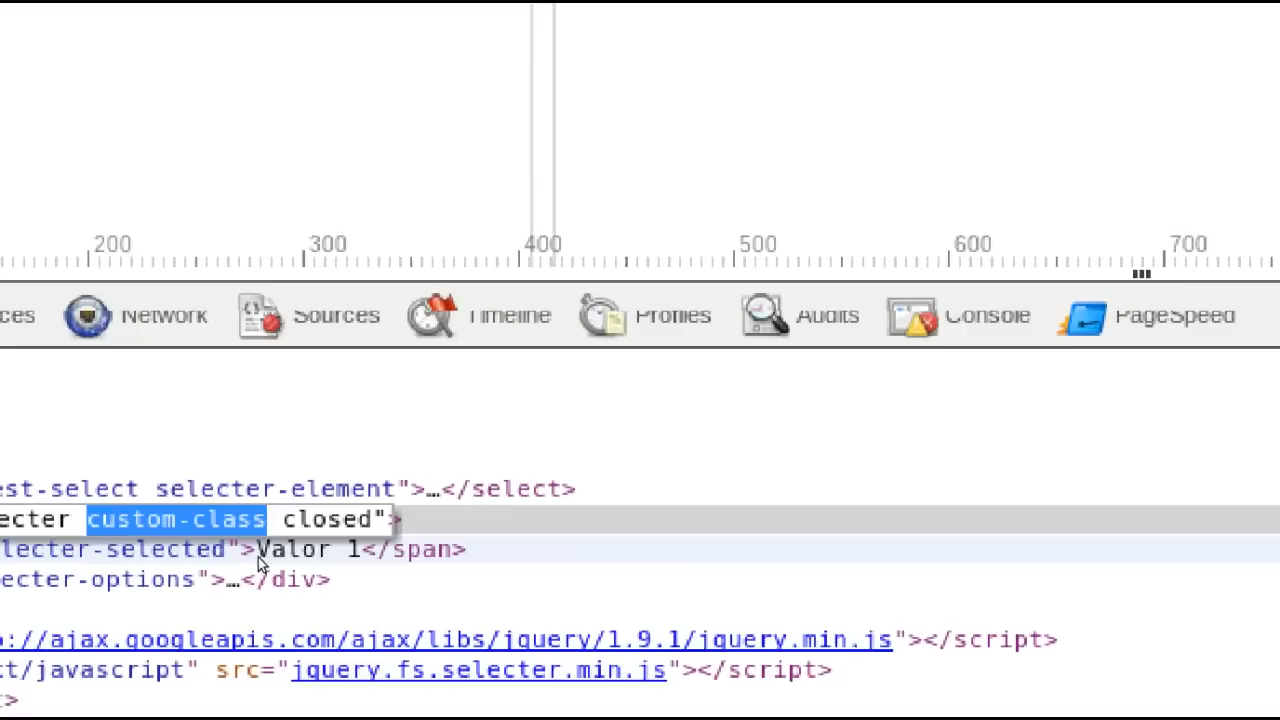 200 300 400 500 600 700
ces Network Sources Timeline Profiles Audits Console PageSpeed
est-select selecter-element">…</select>
ecter custom-class closed">
lecter-selected">Valor 1</span>
ecter-options">…</div>
://ajax.googleapis.com/ajax/libs/jquery/1.9.1/jquery.min.js"></script>
t/javascript" src="jquery.fs.selecter.min.js"></script>
>